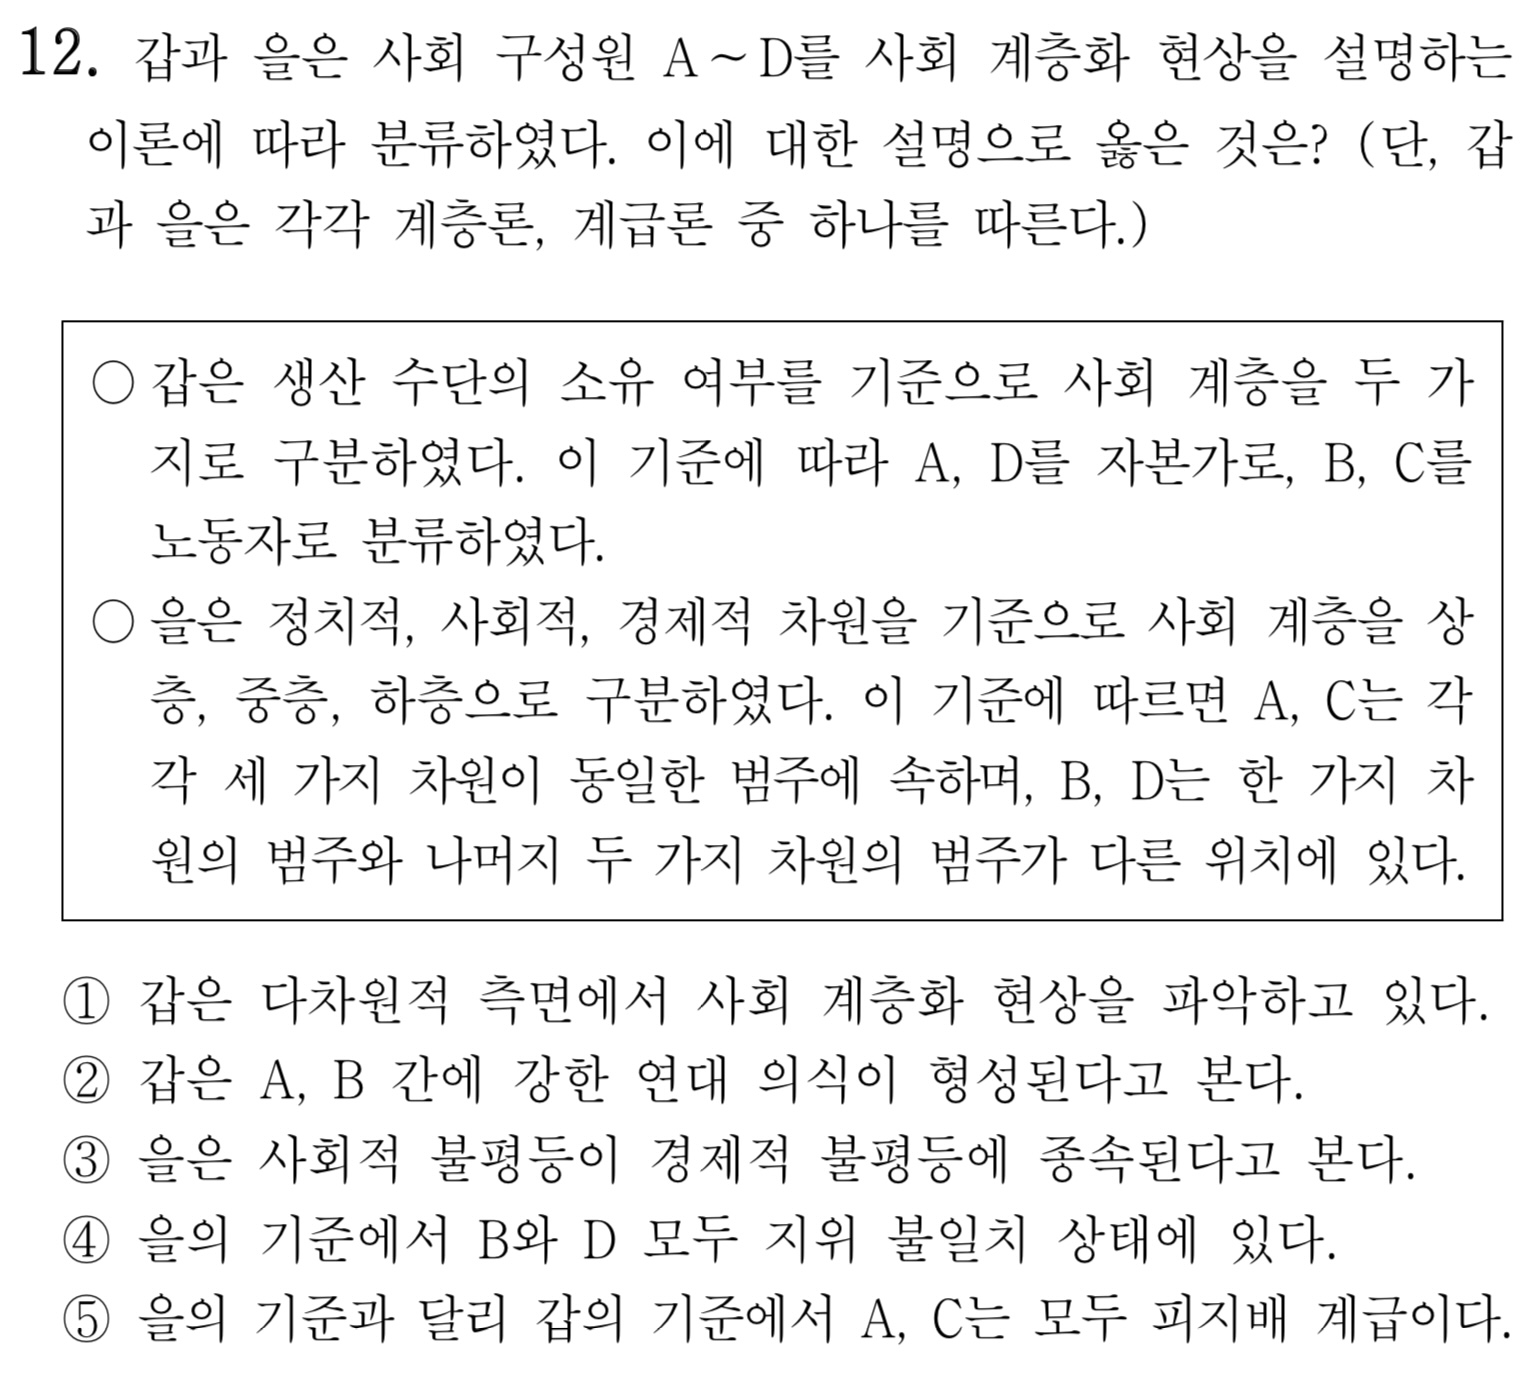 12. 갑과 을은 사회 구성원 A~D를 사회 계층화 현상을 설명하는
이론에 따라 분류하였다. 이에 대한 설명으로 옳은 것은? (단, 갑
과 을은 각각 계층론, 계급론 중 하나를 따른다.)
○ 갑은 생산 수단의 소유 여부를 기준으로 사회 계층을 두 가
지로 구분하였다. 이 기준에 따라 A, D를 자본가로, B, C를
노동자로 분류하였다.
○ 을은 정치적, 사회적, 경제적 차원을 기준으로 사회 계층을 상
층, 중층, 하층으로 구분하였다. 이 기준에 따르면 A, C는 각
각 세 가지 차원이 동일한 범주에 속하며, B, D는 한 가지 차
원의 범주와 나머지 두 가지 차원의 범주가 다른 위치에 있다.
① 갑은 다차원적 측면에서 사회 계층화 현상을 파악하고 있다.
② 갑은 A, B 간에 강한 연대 의식이 형성된다고 본다.
③ 을은 사회적 불평등이 경제적 불평등에 종속된다고 본다.
④ 을의 기준에서 B와 D 모두 지위 불일치 상태에 있다.
⑤ 을의 기준과 달리 갑의 기준에서 A, C는 모두 피지배 계급이다.